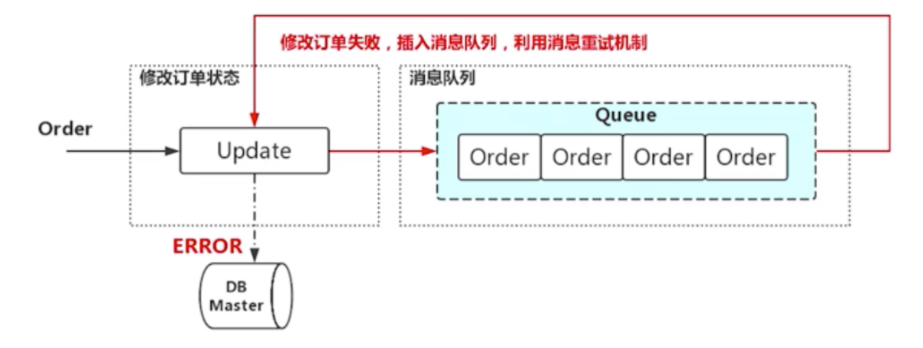 修改订单失败，插入消息队列，利用消息重试机制
修改订单状态
消息队列
Queue
Order
Update
Order Order Order Order
ERROR
DB
Master